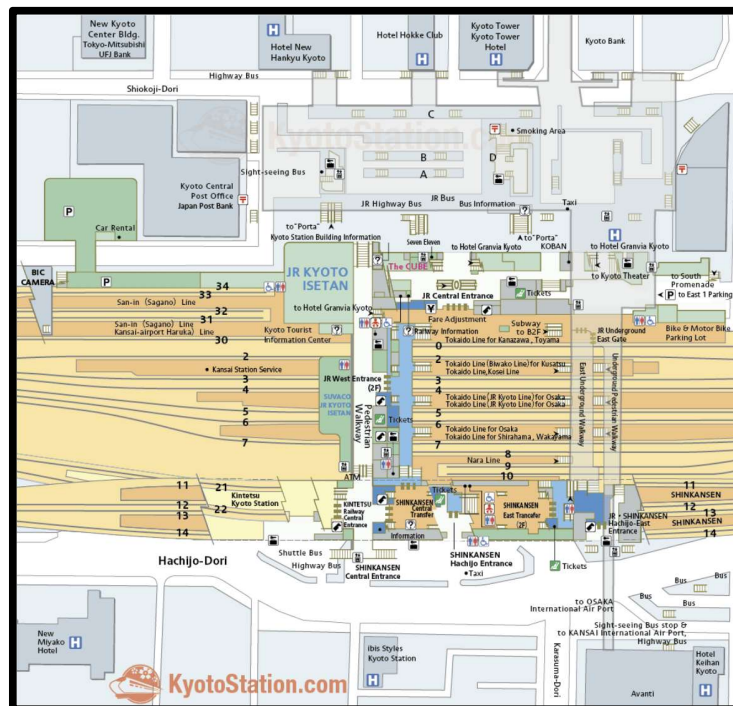 New Kyoto
Center Bldg.
Tokyo-Mitsubishi
UFJ Bank
Hotel New
Hankyu Kyoto
Hotel Hokke Club
Kyoto Tower
Kyoto Tower
Hotel
Kyoto Bank
H
H
H
Highway Bus
Shiokoji-Dori
C
KyotoStation.com
Smoking Area
B
D
A
Sight-seeing Bus
Kyoto Central
Post Office
Japan Post Bank
JR Highway Bus
JR Bus
Bus Information
Taxi
P
Car Rental
to"Porta"
Kyoto Station Building Information
Seven Eleven
to Hotel Granvia Kyoto
to "Porta"
KOBAN
H
to Hotel Granvia Kyoto
BIC
CAMERA
P
JR KYOTO
ISETAN
The CUBE
JR Central Entrance
Tickets
to Kyoto Theater
to South
Promenade
P
to East 1 Parking
34
33
San-in (Sagano) Line
32
to Hotel Granvia Kyoto
Fare Adjustment
San-in (Sagano) Line
Kansai-airport Haruka) Line
31
30
Kyoto Tourist
Information Center
Railway Information
Subway
to B2F
JR Underground
East Gate
Bike & Motor Bike
Parking Lot
0
Tokaido Line for Kanazawa, Toyama
2
Kansai Station Service
3
4
5
6
7
JR West Entrance
(2F)
SUVACO
JR KYOTO
ISETAN
Pedestrian
Walkway
Tickets
2
Tokaido Line(Biwako Line)for Kusatsu
Tokaido Line,Kosei Line
3
4
Tokaido Line(JR Kyoto Line)for Osaka
Tokaido Line(JR Kyoto Line)for Osaka
5
6
Tokaido Line for Osaka
Tokaido Line for Shirahama, Wakayama
7
8
Nara Line
9
10
East Underground Walkway
Underground Pedestrian Walkway
ATM
11
12
13
14
21
22
Kintetsu
Kyoto Station
KINTETSU
Railway
Central
Entrance
SHINKANSEN
Central
Transfer
Tickets
SHINKANSEN
East Trancefer
(2F)
11
SHINKANSEN
12
13
SHINKANSEN
14
JR・SHINKANSEN
Hachijo-East
Entrance
Information
Hachijo-Dori
Shuttle Bus
Highway Bus
SHINKANSEN
Central Entrance
SHINKANSEN
Hachijo Entrance
Taxi
Tickets
to OSAKA
International Air Port
Bus
Bus
Bus
Sight-seeing Bus stop &
to KANSAI International Air Port,
Highway Bus
New
Miyako
Hotel
H
ibis Styles
Kyoto Station
H
Karasuma-Dori
Avanti
Hotel
Keihan
Kyoto
H
KyotoStation.com